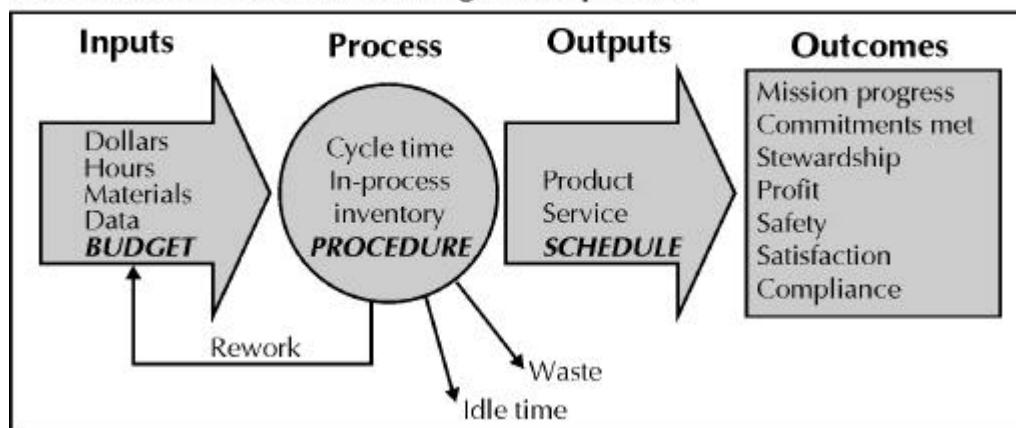 Inputs
Dollars
Hours
Materials
Data
BUDGET
Process
Cycle time
In-process
inventory
PROCEDURE
Outputs
Product
Service
SCHEDULE
Outcomes
Mission progress
Commitments met
Stewardship
Profit
Safety
Satisfaction
Compliance
Rework
Waste
Idle time